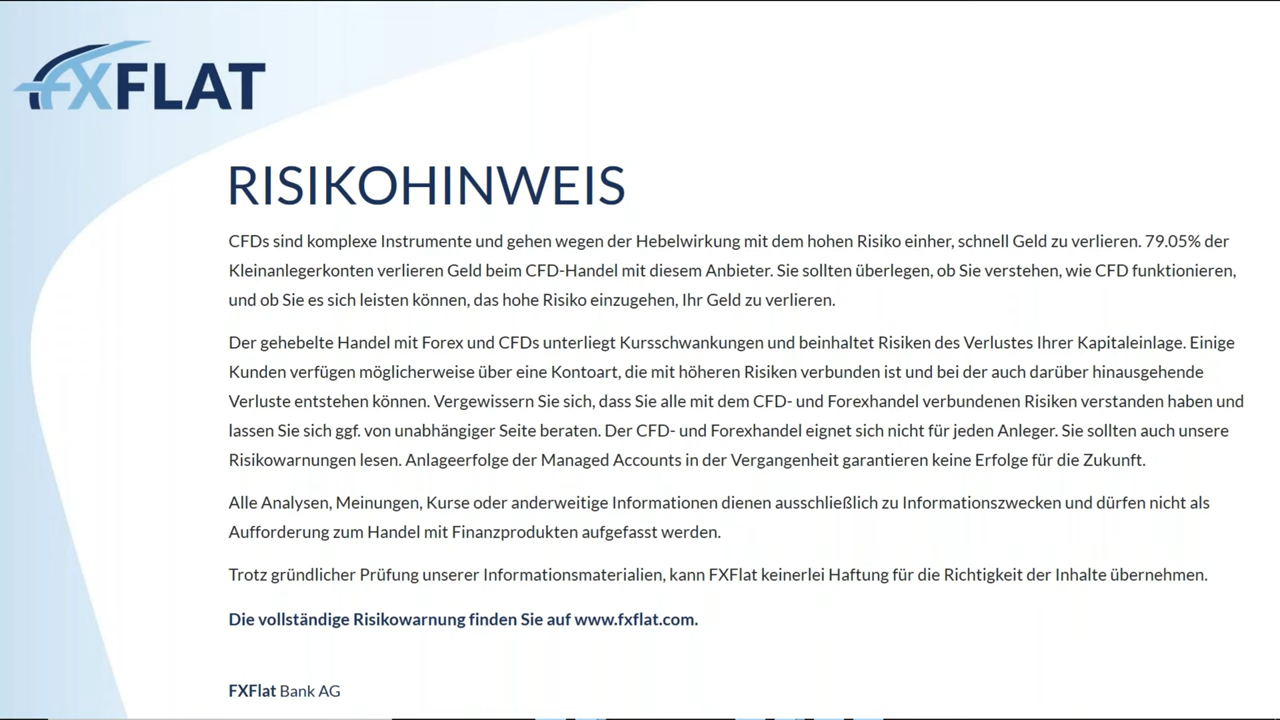 fXFLAT
RISIKOHINWEIS
CFDs sind komplexe Instrumente und gehen wegen der Hebelwirkung mit dem hohen Risiko einher, schnell Geld zu verlieren. 79.05% der
Kleinanlegerkonten verlieren Geld beim CFD-Handel mit diesem Anbieter. Sie sollten überlegen, ob Sie verstehen, wie CFD funktionieren,
und ob Sie es sich leisten können, das hohe Risiko einzugehen, Ihr Geld zu verlieren.
Der gehebelte Handel mit Forex und CFDs unterliegt Kursschwankungen und beinhaltet Risiken des Verlustes Ihrer Kapitaleinlage. Einige
Kunden verfügen möglicherweise über eine Kontoart, die mit höheren Risiken verbunden ist und bei der auch darüber hinausgehende
Verluste entstehen können. Vergewissern Sie sich, dass Sie alle mit dem CFD- und Forexhandel verbundenen Risiken verstanden haben und
lassen Sie sich ggf. von unabhängiger Seite beraten. Der CFD- und Forexhandel eignet sich nicht für jeden Anleger. Sie sollten auch unsere
Risikowarnungen lesen. Anlageerfolge der Managed Accounts in der Vergangenheit garantieren keine Erfolge für die Zukunft.
Alle Analysen, Meinungen, Kurse oder anderweitige Informationen dienen ausschließlich zu Informationszwecken und dürfen nicht als
Aufforderung zum Handel mit Finanzprodukten aufgefasst werden.
Trotz gründlicher Prüfung unserer Informationsmaterialien, kann FXFlat keinerlei Haftung für die Richtigkeit der Inhalte übernehmen.
Die vollständige Risikowarnung finden Sie auf www.fxflat.com.
FXFlat Bank AG